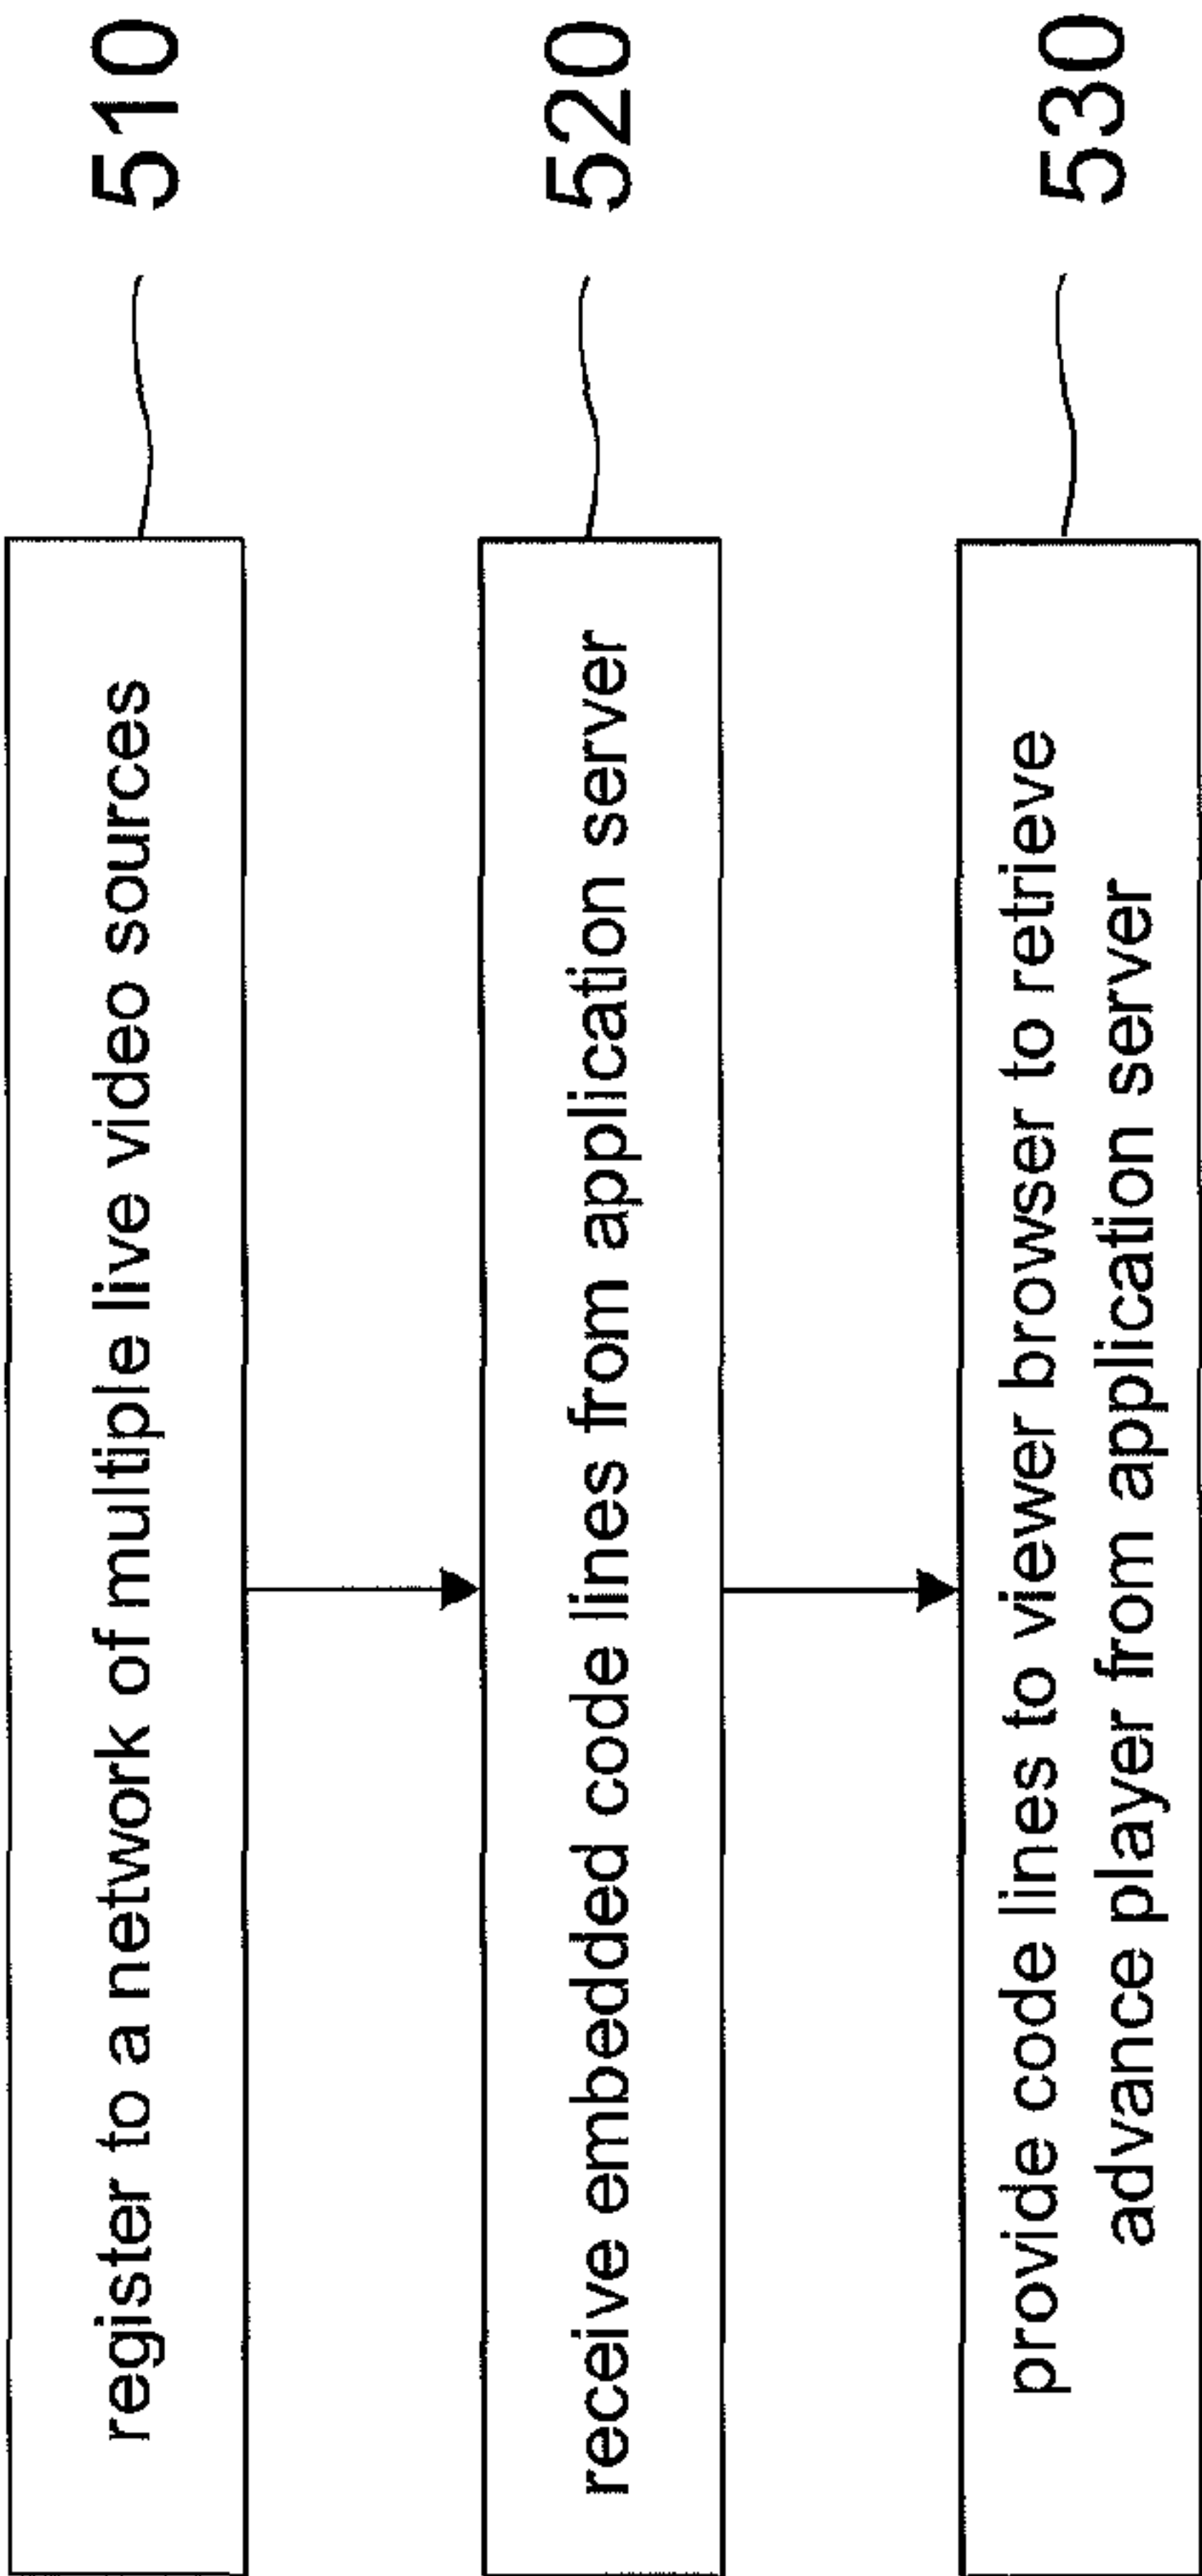 register to a network of multiple live video sources
510
receive embedded code lines from application server
520
provide code lines to viewer browser to retrieve
advance player from application server
530